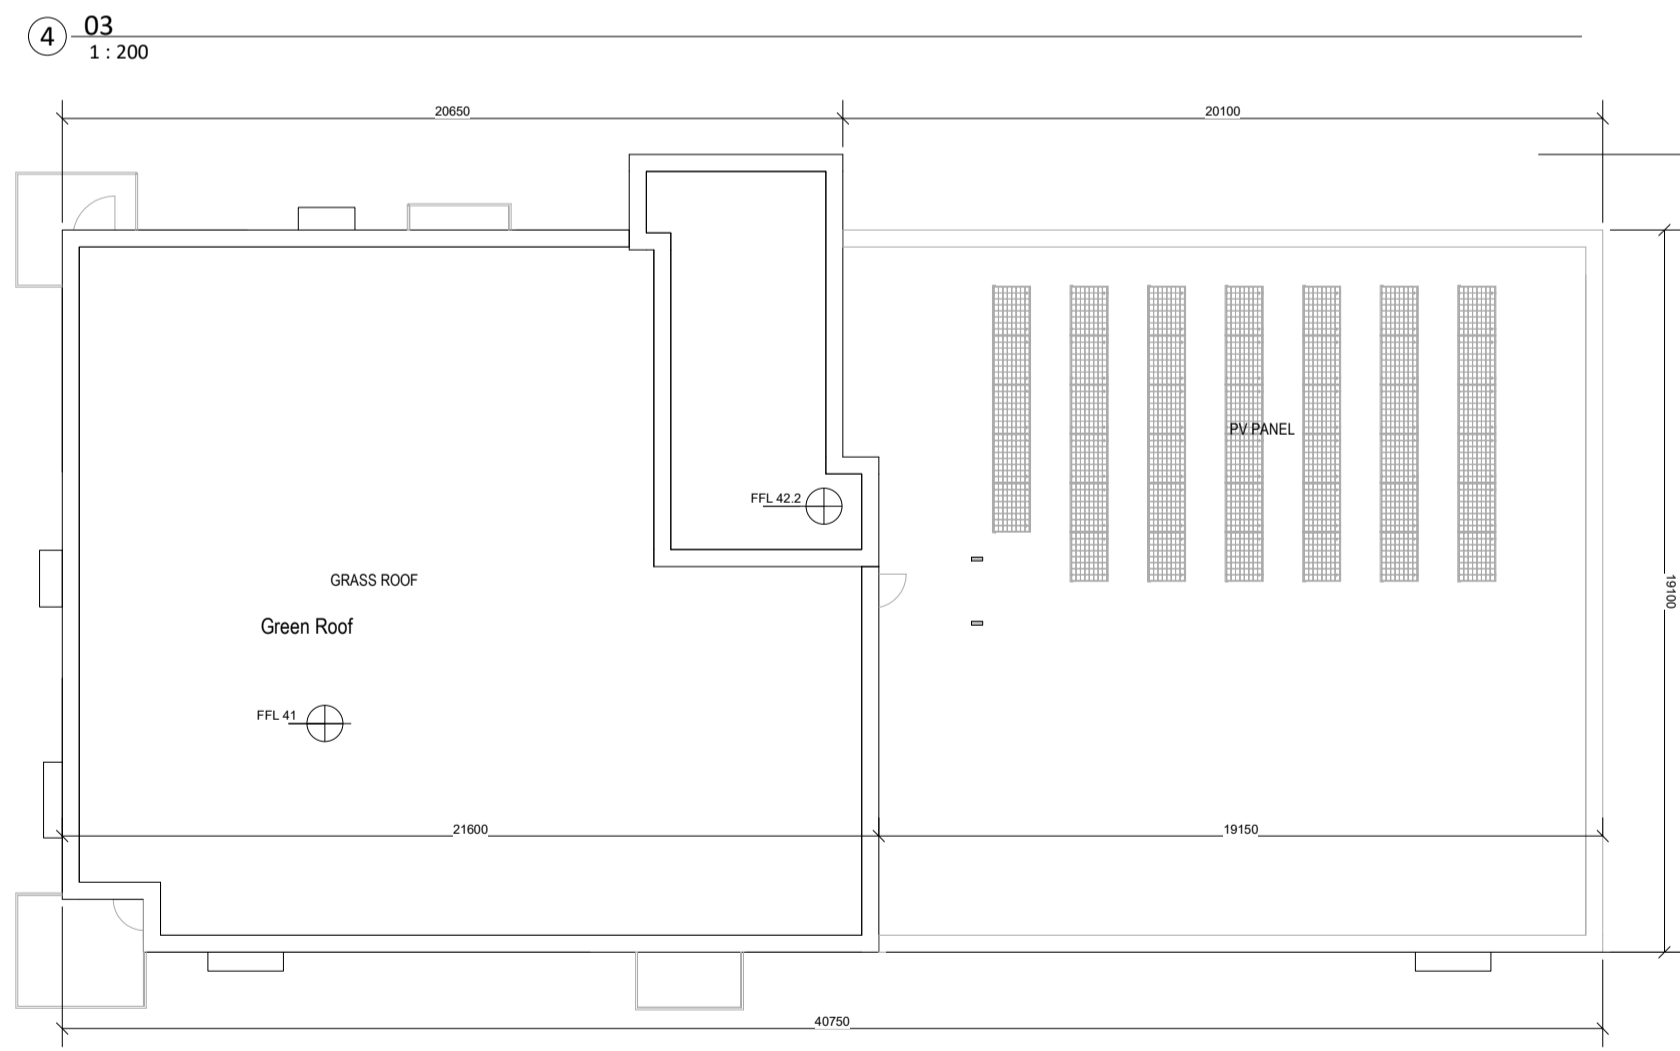 4
03
1 : 200
20650
20100
PV PANEL
FFL 42.2
GRASS ROOF
Green Roof
19100
FFL 41
21600
19150
40750